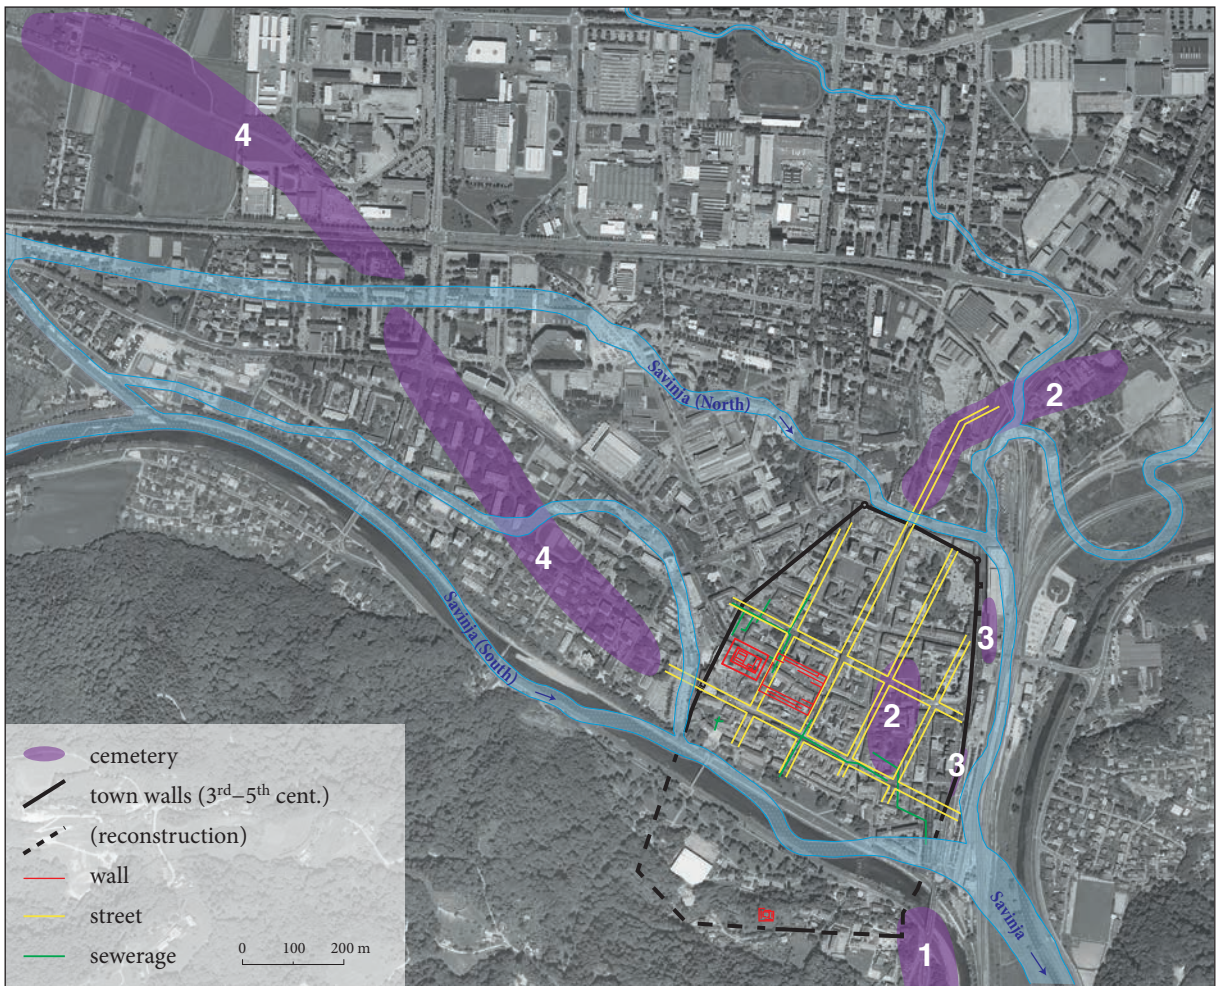 4
Savinja (North)
2
4
3
Savinja (South)
2
3
1
Savinja
cemetery
town walls (3rd–5th cent.)
(reconstruction)
wall
street
sewerage
0 100 200 m